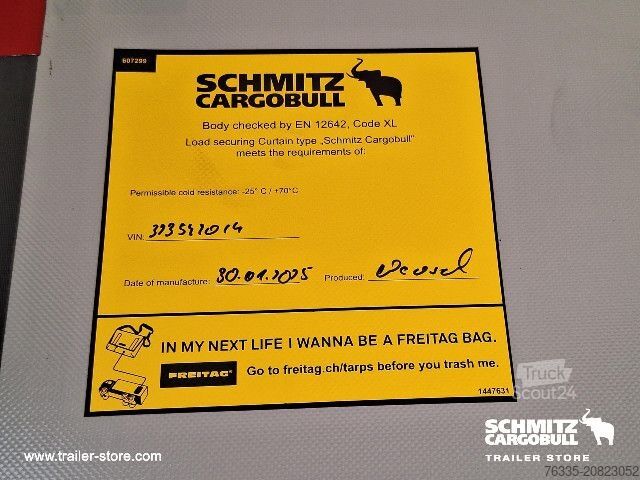 607299
SCHMITZ
CARGOBULL
Body checked by EN 12642, Code XL
Load securing Curtain type „Schmitz Cargobull"
meets the requirements of:
Permissible cold resistance: -25° C / +70°C
VIN:
Date of manufacture: 30.01.2025 Produced:
IN MY NEXT LIFE I WANNA BE A FREITAG BAG.
FREITAG® Go to freitag.ch/tarps before you trash me.
1447631
Truck
Scout24
SCHMITZ
CARGOBULL
TRAILER STORE
www.trailer-store.com
76335-20823052